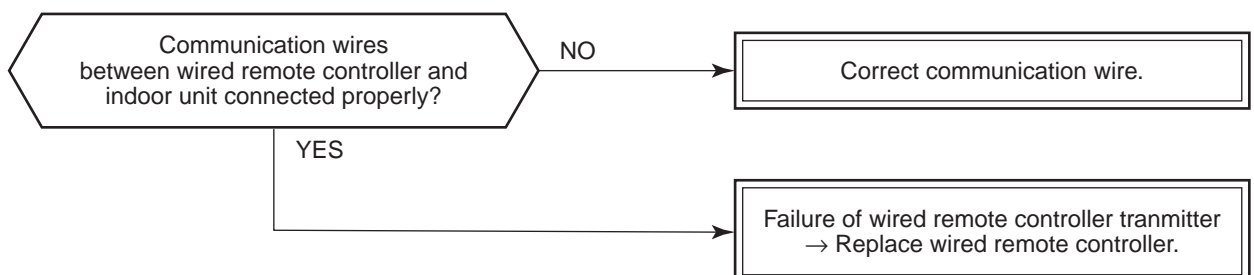 Communication wires
between wired remote controller and
indoor unit connected properly?
NO
Correct communication wire.
YES
Failure of wired remote controller tranmitter
→ Replace wired remote controller.